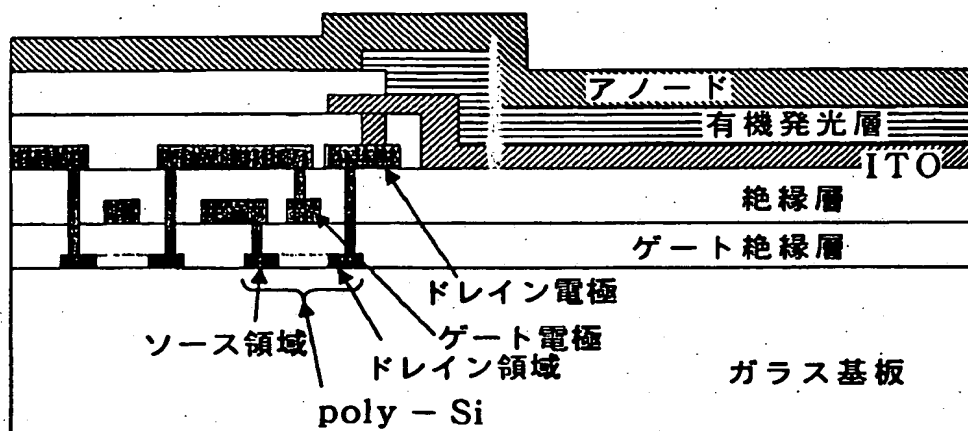 アノード
有機発光層
ITO
絶縁層
ゲート絶縁層
ドレイン電極
ソース領域
ゲート電極
ドレイン領域
ガラス基板
poly - Si